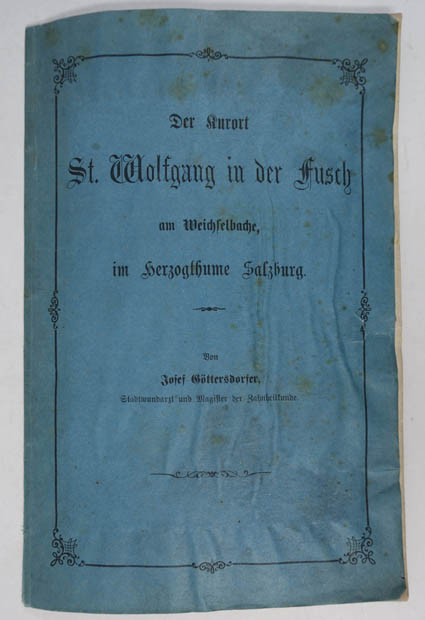 Der Kurort
St. Wolfgang in der Fusch
am Weichselbache,
im Herzogthume Salzburg.
Von
Josef Göttersdorfer,
Stadtwundarzt und Magister der Zahnheilkunde.